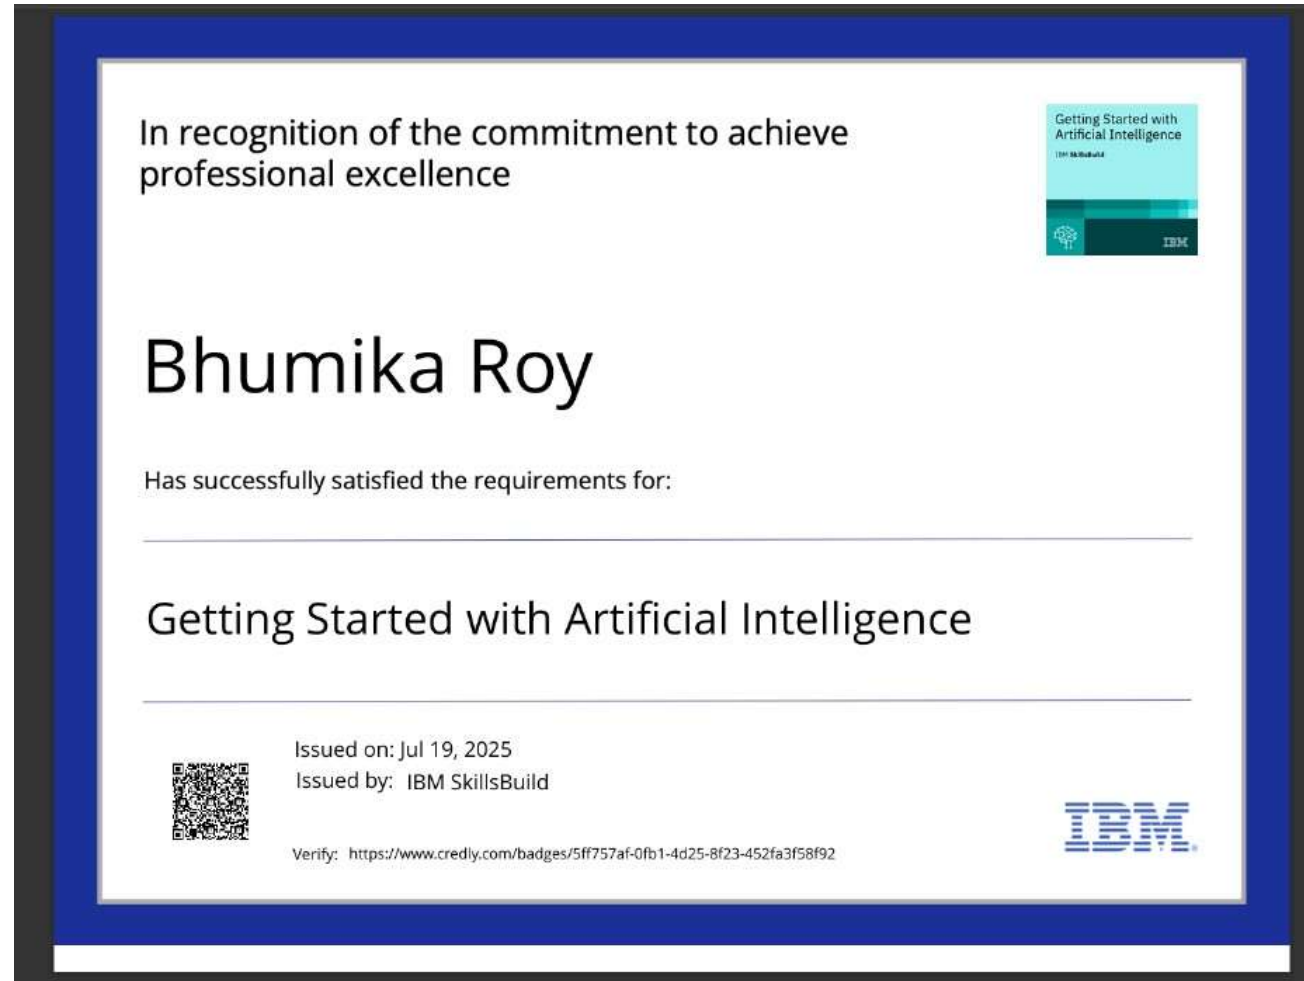 In recognition of the commitment to achieve
professional excellence
Getting Started with
Artificial Intelligence
IBM SkillsBuild
IBM
Bhumika Roy
Has successfully satisfied the requirements for:
Getting Started with Artificial Intelligence
Issued on: Jul 19, 2025
Issued by: IBM SkillsBuild
Verify: https://www.credly.com/badges/5ff757af-0fb1-4d25-8f23-452fa3f58f92
IBM.